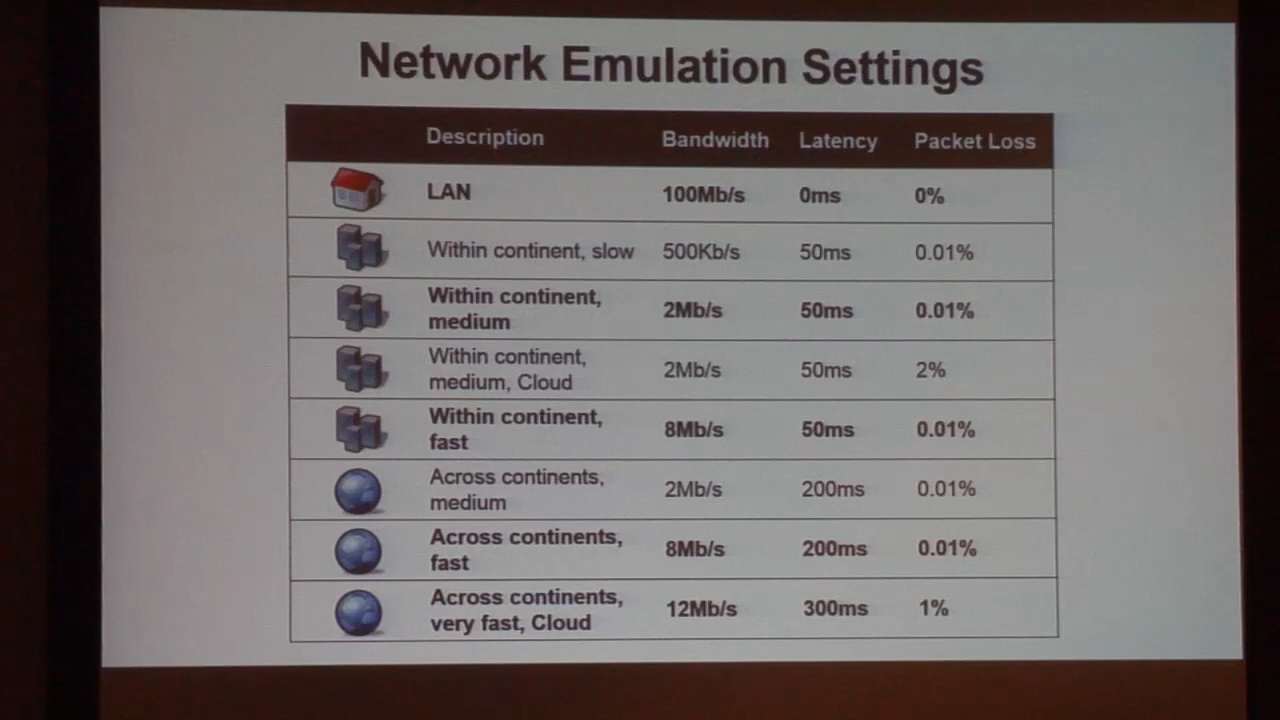 Network Emulation Settings
Description Bandwidth Latency Packet Loss
LAN 100Mb/s 0ms 0%
Within continent, slow 500Kb/s 50ms 0.01%
Within continent,
medium 2Mb/s 50ms 0.01%
Within continent,
medium, Cloud 2Mb/s 50ms 2%
Within continent,
fast 8Mb/s 50ms 0.01%
Across continents,
medium 2Mb/s 200ms 0.01%
Across continents,
fast 8Mb/s 200ms 0.01%
Across continents,
very fast, Cloud 12Mb/s 300ms 1%